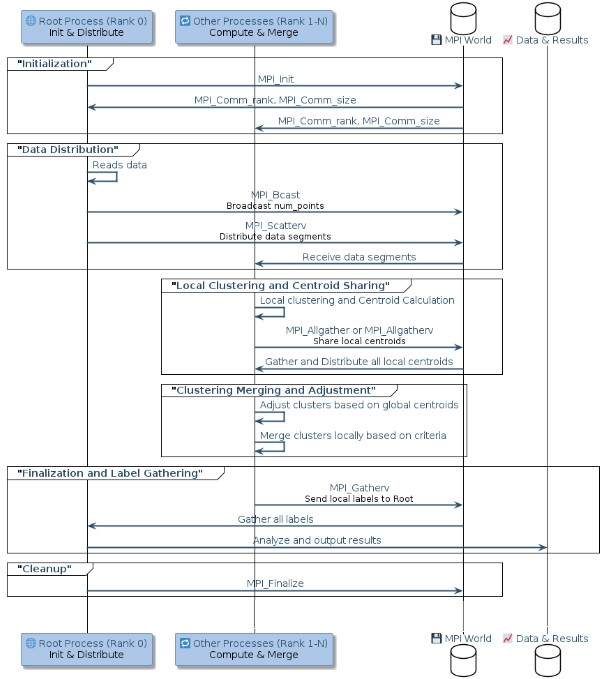 🌐 Root Process (Rank 0)
Init & Distribute
🔁 Other Processes (Rank 1-N)
Compute & Merge
💾 MPI World
📈 Data & Results
"Initialization"
MPI_Init
MPI_Comm_rank, MPI_Comm_size
MPI_Comm_rank, MPI_Comm_size
"Data Distribution"
Reads data
MPI_Bcast
Broadcast num_points
MPI_Scatterv
Distribute data segments
Receive data segments
"Local Clustering and Centroid Sharing"
Local clustering and Centroid Calculation
MPI_Allgather or MPI_Allgatherv
Share local centroids
Gather and Distribute all local centroids
"Clustering Merging and Adjustment"
Adjust clusters based on global centroids
Merge clusters locally based on criteria
"Finalization and Label Gathering"
MPI_Gatherv
Send local labels to Root
Gather all labels
Analyze and output results
"Cleanup"
MPI_Finalize
🌐 Root Process (Rank 0)
Init & Distribute
🔁 Other Processes (Rank 1-N)
Compute & Merge
💾 MPI World
📈 Data & Results